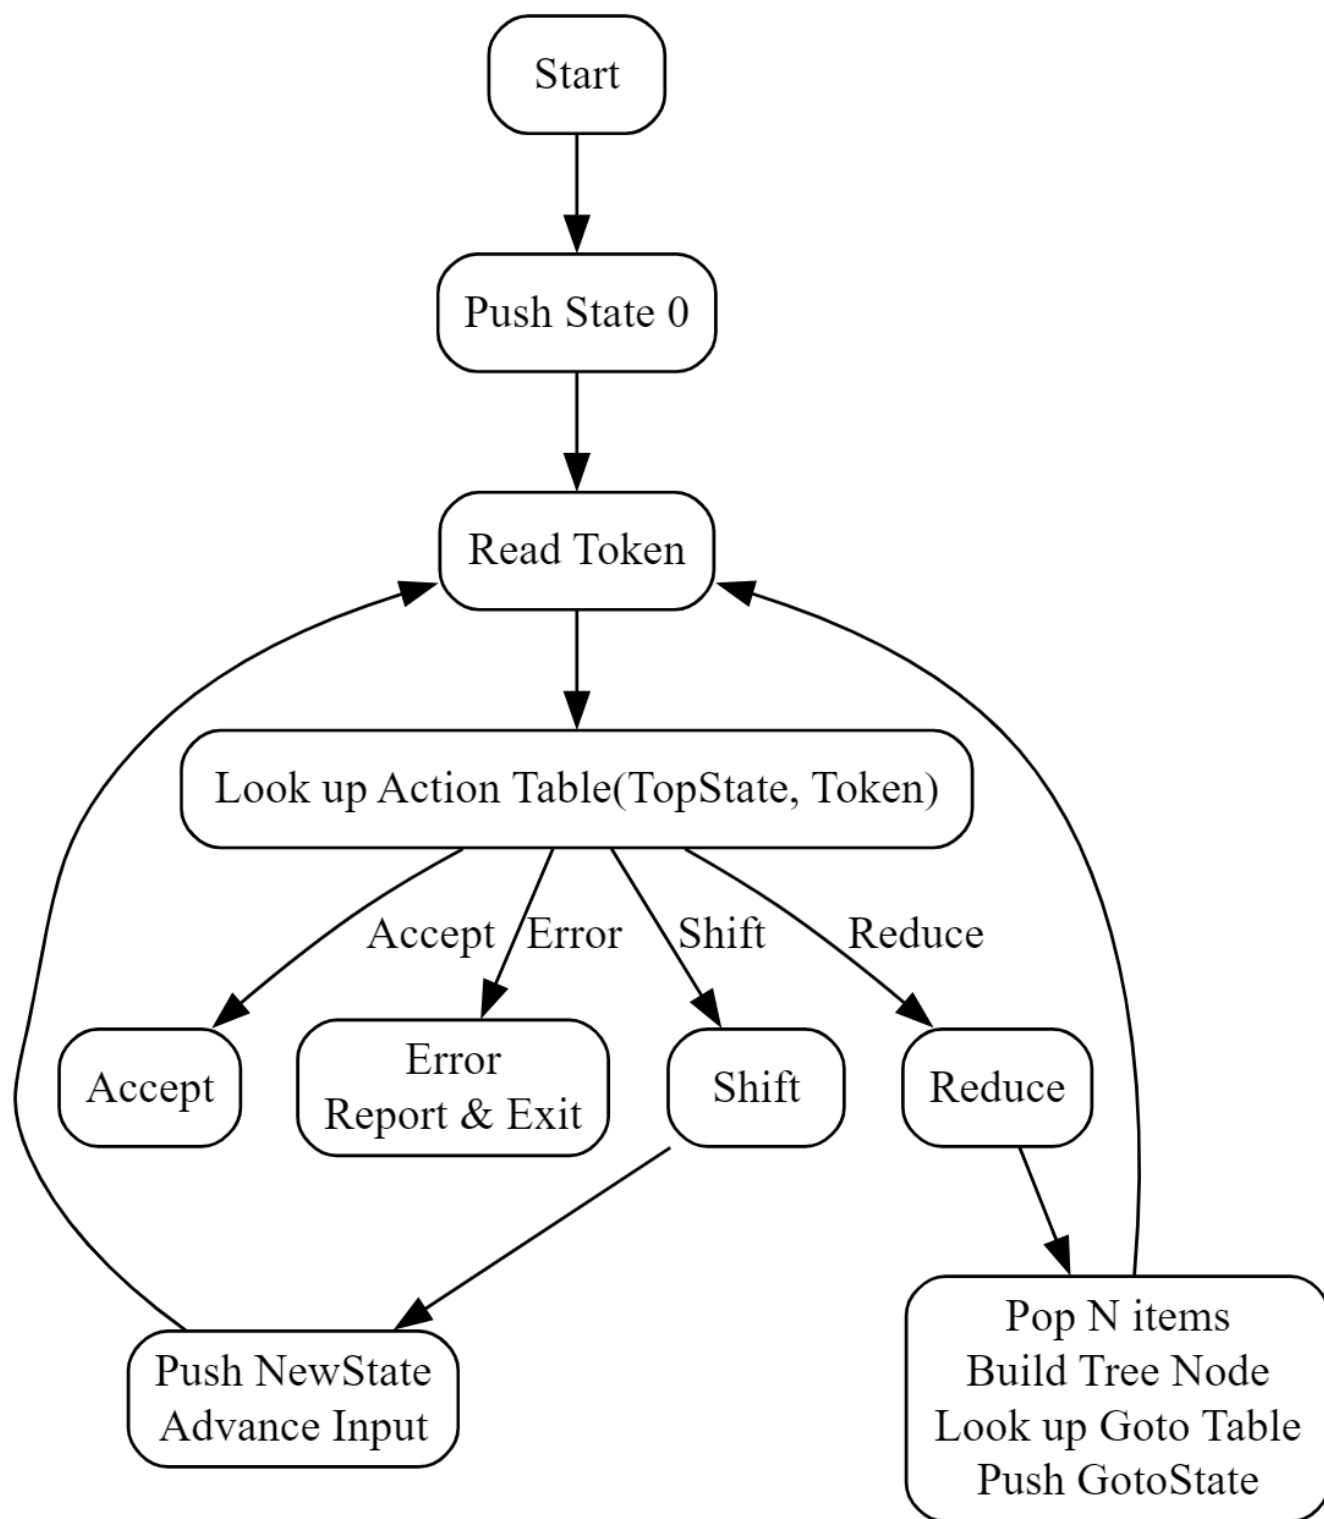 Start
Push State 0
Read Token
Look up Action Table(TopState, Token)
Accept
Error
Shift
Reduce
Accept
Error
Report & Exit
Shift
Reduce
Push NewState
Advance Input
Pop N items
Build Tree Node
Look up Goto Table
Push GotoState